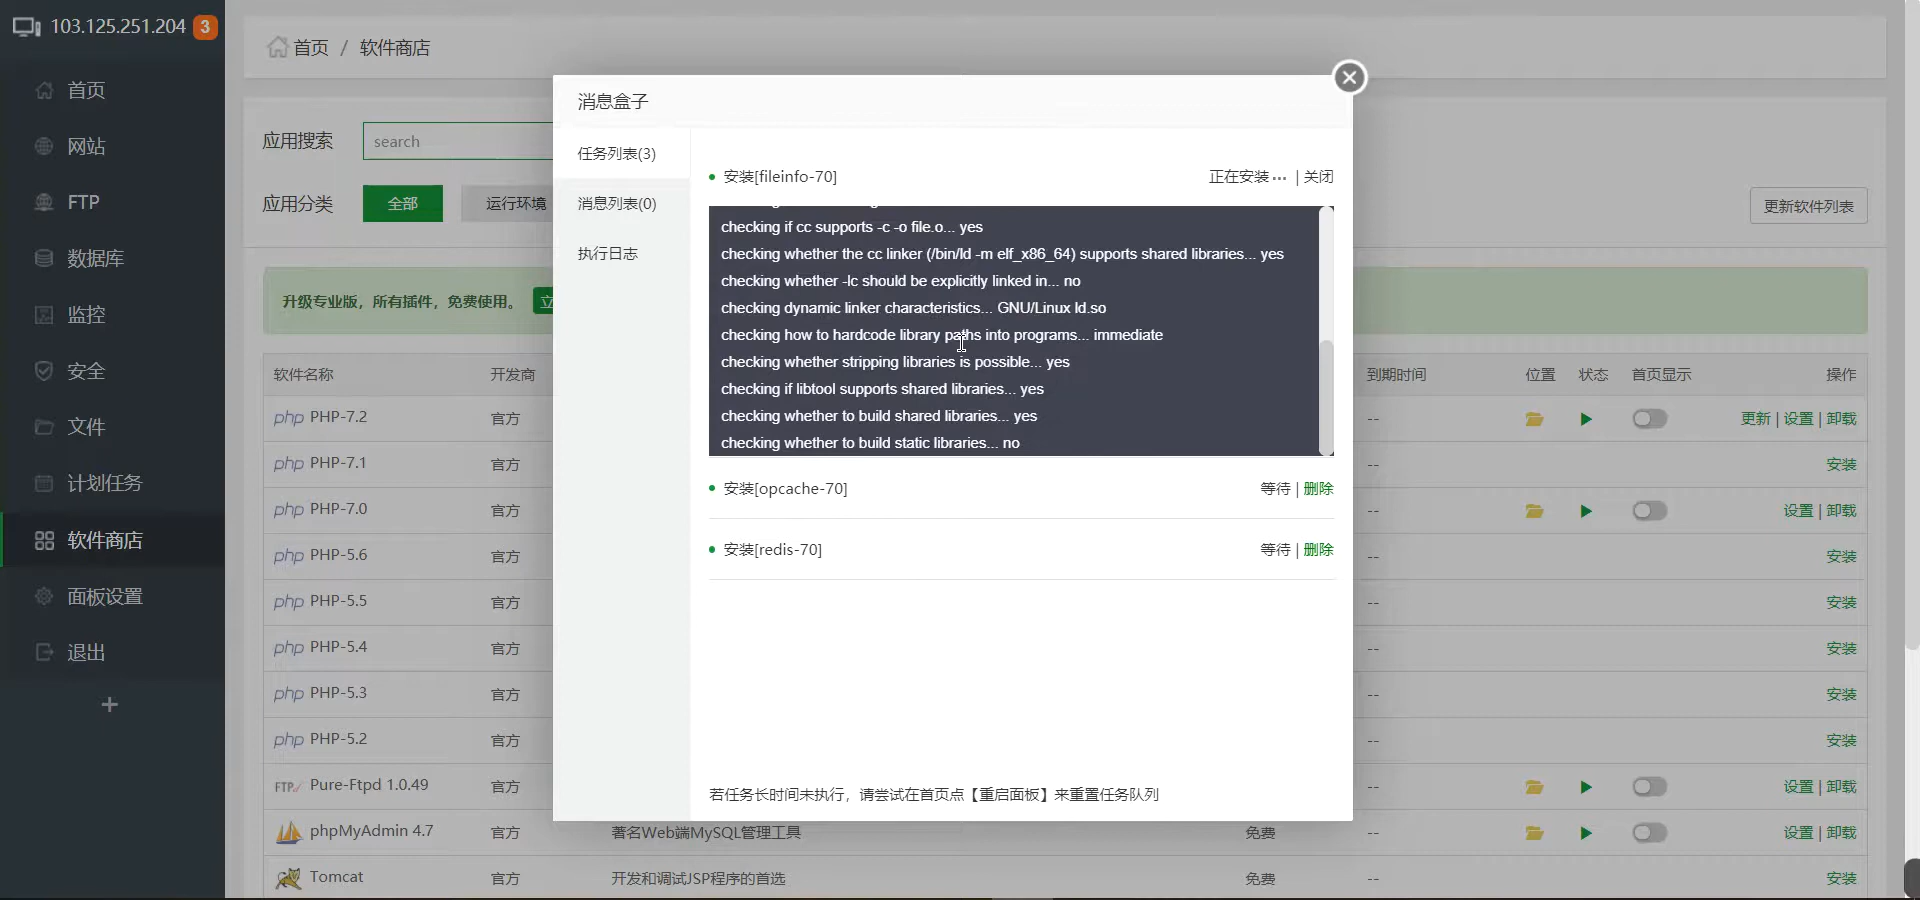 103.125.251.204 3
首页
网站
FTP
数据库
监控
安全
文件
计划任务
软件商店
面板设置
退出
首页 / 软件商店
应用搜索 search
应用分类 全部 运行环境 更新软件列表
升级专业版，所有插件，免费使用。 立
软件名称 开发商 到期时间 位置 状态 首页显示 操作
php PHP-7.2 官方 -- 更新 | 设置 | 卸载
php PHP-7.1 官方 -- 安装
php PHP-7.0 官方 -- 设置 | 卸载
php PHP-5.6 官方 -- 安装
php PHP-5.5 官方 -- 安装
php PHP-5.4 官方 -- 安装
php PHP-5.3 官方 -- 安装
php PHP-5.2 官方 -- 安装
FTP Pure-Ftpd 1.0.49 官方 -- 设置 | 卸载
phpMyAdmin 4.7 官方 著名Web端MySQL管理工具 免费 -- 设置 | 卸载
Tomcat 官方 开发和调试JSP程序的首选 免费 -- 安装
消息盒子
任务列表(3)
消息列表(0)
执行日志
安装[fileinfo-70] 正在安装... | 关闭
checking if cc supports -c -o file.o... yes
checking whether the cc linker (/bin/ld -m elf_x86_64) supports shared libraries... yes
checking whether -lc should be explicitly linked in... no
checking dynamic linker characteristics... GNU/Linux ld.so
checking how to hardcode library paths into programs... immediate
checking whether stripping libraries is possible... yes
checking if libtool supports shared libraries... yes
checking whether to build shared libraries... yes
checking whether to build static libraries... no
安装[opcache-70] 等待 | 删除
安装[redis-70] 等待 | 删除
若任务长时间未执行，请尝试在首页点【重启面板】来重置任务队列